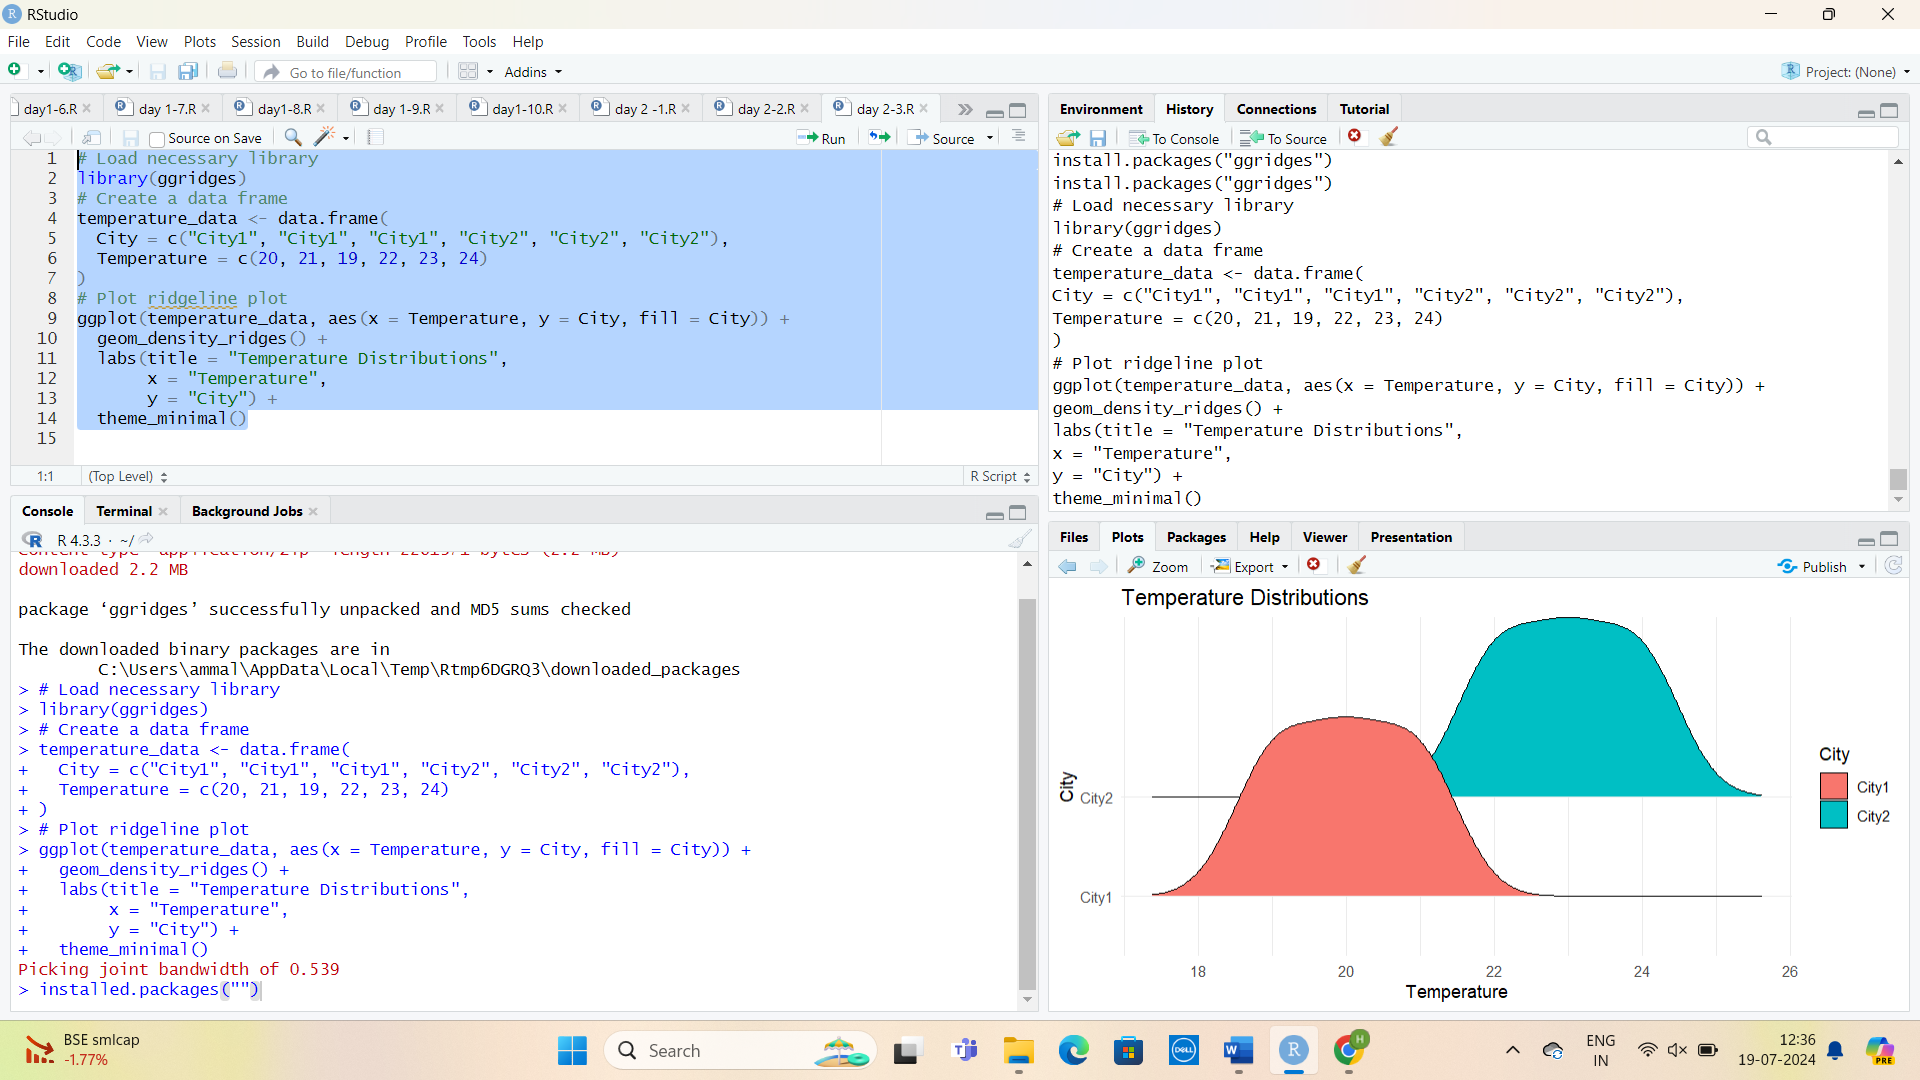 RStudio
File Edit Code View Plots Session Build Debug Profile Tools Help
Go to file/function Addins Project: (None)
day1-6.R day 1-7.R day1-8.R day 1-9.R day1-10.R day 2 -1.R day 2-2.R day 2-3.R
Source on Save Run Source
1 # Load necessary library
2 library(ggridges)
3 # Create a data frame
4 temperature_data <- data.frame(
5 City = c("City1", "City1", "City1", "City2", "City2", "City2"),
6 Temperature = c(20, 21, 19, 22, 23, 24)
7 )
8 # Plot ridgeline plot
9 ggplot(temperature_data, aes(x = Temperature, y = City, fill = City)) +
10 geom_density_ridges() +
11 labs(title = "Temperature Distributions",
12 x = "Temperature",
13 y = "City") +
14 theme_minimal()
15
1:1 (Top Level) R Script
Console Terminal Background Jobs
R 4.3.3 · ~/
downloaded 2.2 MB
package ‘ggridges’ successfully unpacked and MD5 sums checked
The downloaded binary packages are in
C:\Users\ammal\AppData\Local\Temp\Rtmp6DGRQ3\downloaded_packages
> # Load necessary library
> library(ggridges)
> # Create a data frame
> temperature_data <- data.frame(
+ City = c("City1", "City1", "City1", "City2", "City2", "City2"),
+ Temperature = c(20, 21, 19, 22, 23, 24)
+ )
> # Plot ridgeline plot
> ggplot(temperature_data, aes(x = Temperature, y = City, fill = City)) +
+ geom_density_ridges() +
+ labs(title = "Temperature Distributions",
+ x = "Temperature",
+ y = "City") +
+ theme_minimal()
Picking joint bandwidth of 0.539
> installed.packages("")
Environment History Connections Tutorial
To Console To Source
install.packages("ggridges")
install.packages("ggridges")
# Load necessary library
library(ggridges)
# Create a data frame
temperature_data <- data.frame(
City = c("City1", "City1", "City1", "City2", "City2", "City2"),
Temperature = c(20, 21, 19, 22, 23, 24)
)
# Plot ridgeline plot
ggplot(temperature_data, aes(x = Temperature, y = City, fill = City)) +
geom_density_ridges() +
labs(title = "Temperature Distributions",
x = "Temperature",
y = "City") +
theme_minimal()
Files Plots Packages Help Viewer Presentation
Zoom Export Publish
Temperature Distributions
City
City2
City1
City
City1
City2
18 20 22 24 26
Temperature
BSE smlcap
-1.77%
Search
DELL
ENG
IN
12:36
19-07-2024
PRE